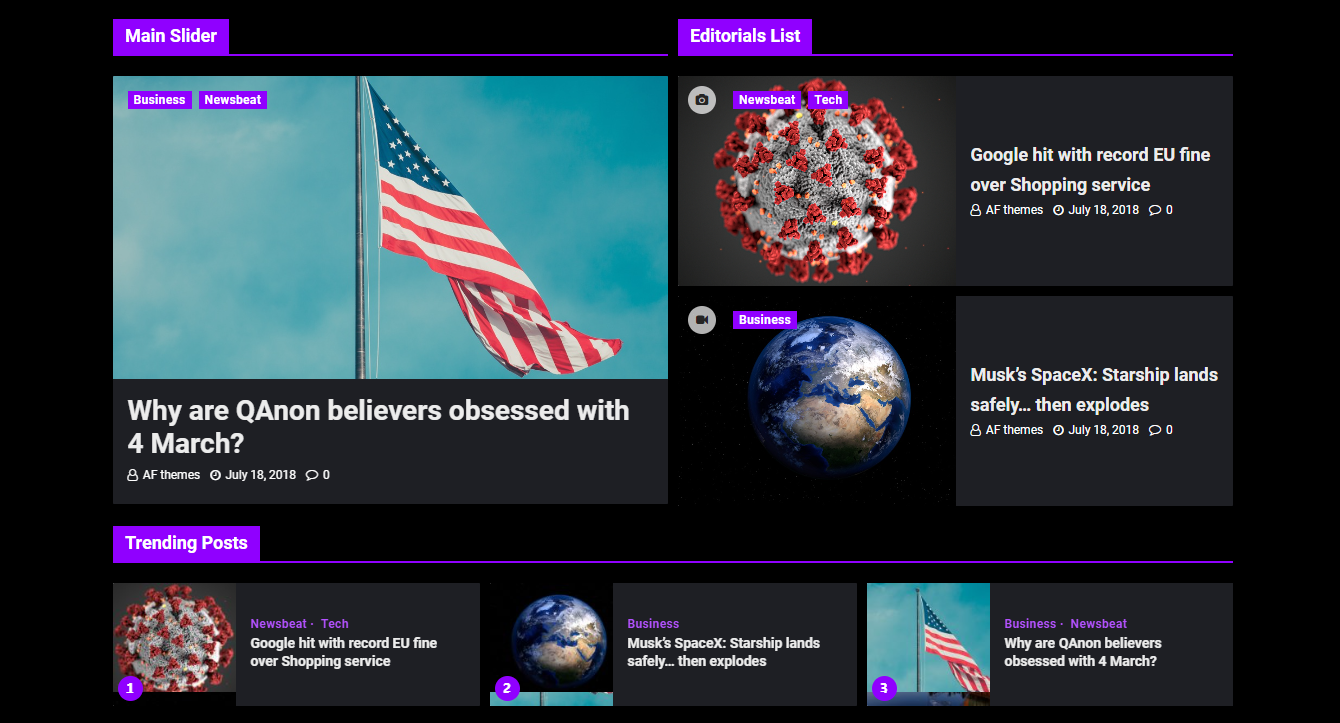 Main Slider
Business Newsbeat
Why are QAnon believers obsessed with
4 March?
AF themes July 18, 2018 0
Editorials List
Newsbeat Tech
Google hit with record EU fine
over Shopping service
AF themes July 18, 2018 0
Business
Musk’s SpaceX: Starship lands
safely… then explodes
AF themes July 18, 2018 0
Trending Posts
1
Newsbeat · Tech
Google hit with record EU fine
over Shopping service
2
Business
Musk’s SpaceX: Starship lands
safely… then explodes
3
Business · Newsbeat
Why are QAnon believers
obsessed with 4 March?